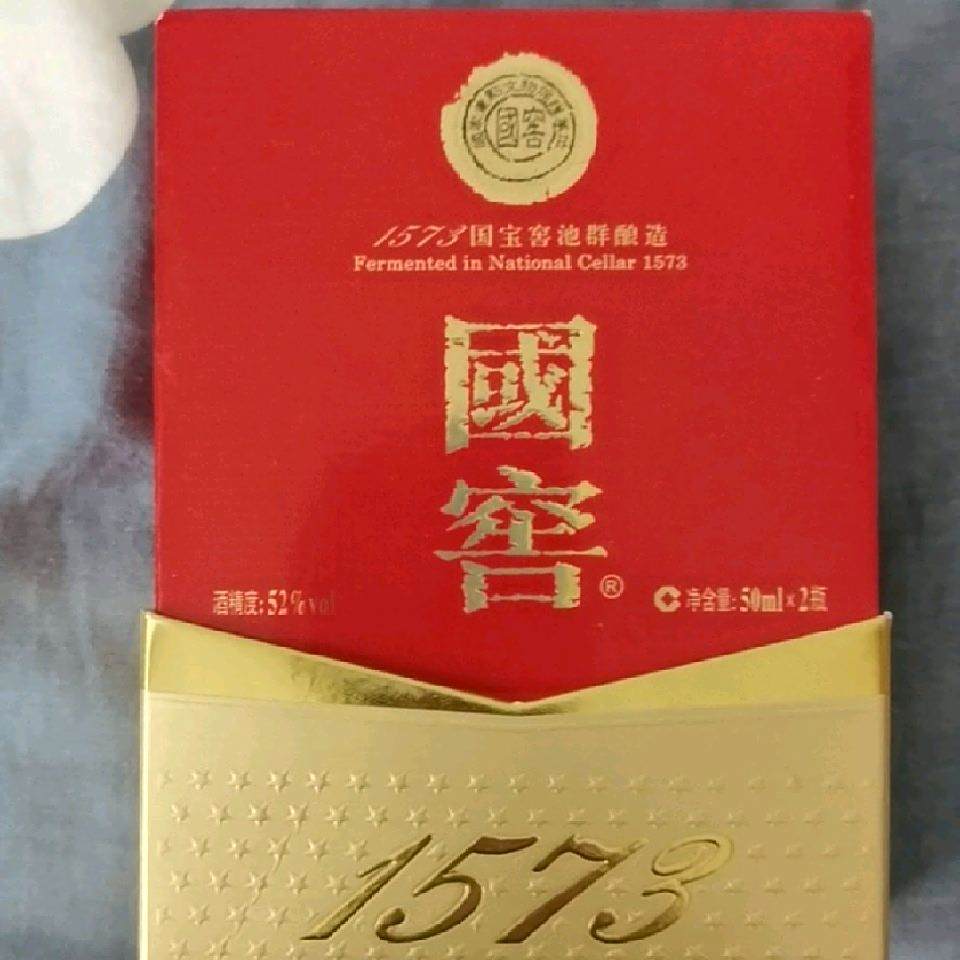 國窖
1573国宝窖池群酿造
Fermented in National Cellar 1573
國
窖®
酒精度:52%vol
净含量:50ml×2瓶
1573